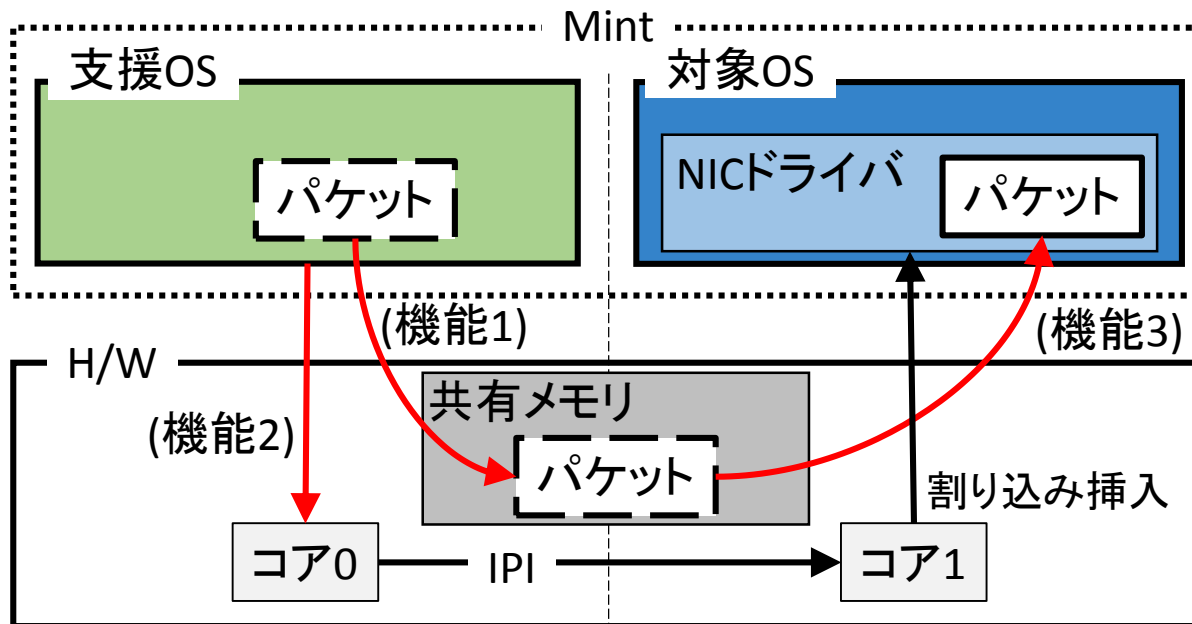 Mint
支援OS
対象OS
パケット
NICドライバ
パケット
(機能1)
(機能3)
H/W
共有メモリ
(機能2)
パケット
割り込み挿入
コア0
IPI
コア1